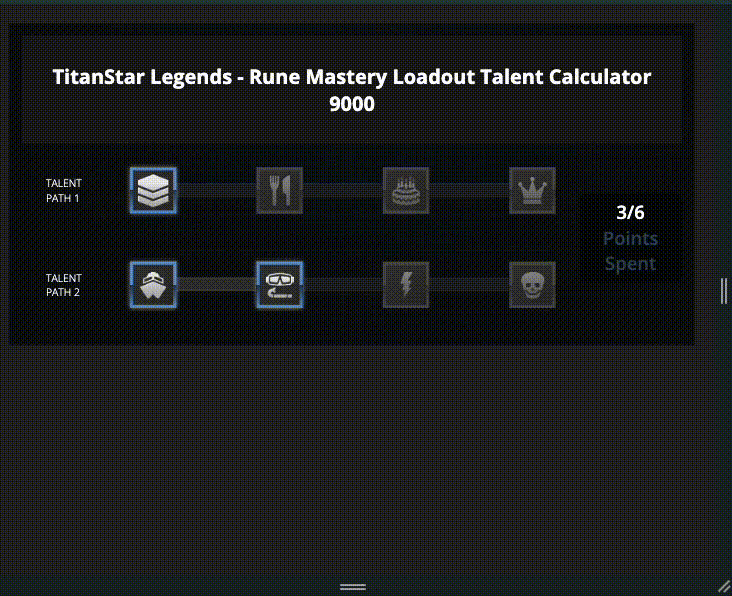 TitanStar Legends - Rune Mastery Loadout Talent Calculator
9000
TALENT
PATH 1
3/6
Points
Spent
TALENT
PATH 2